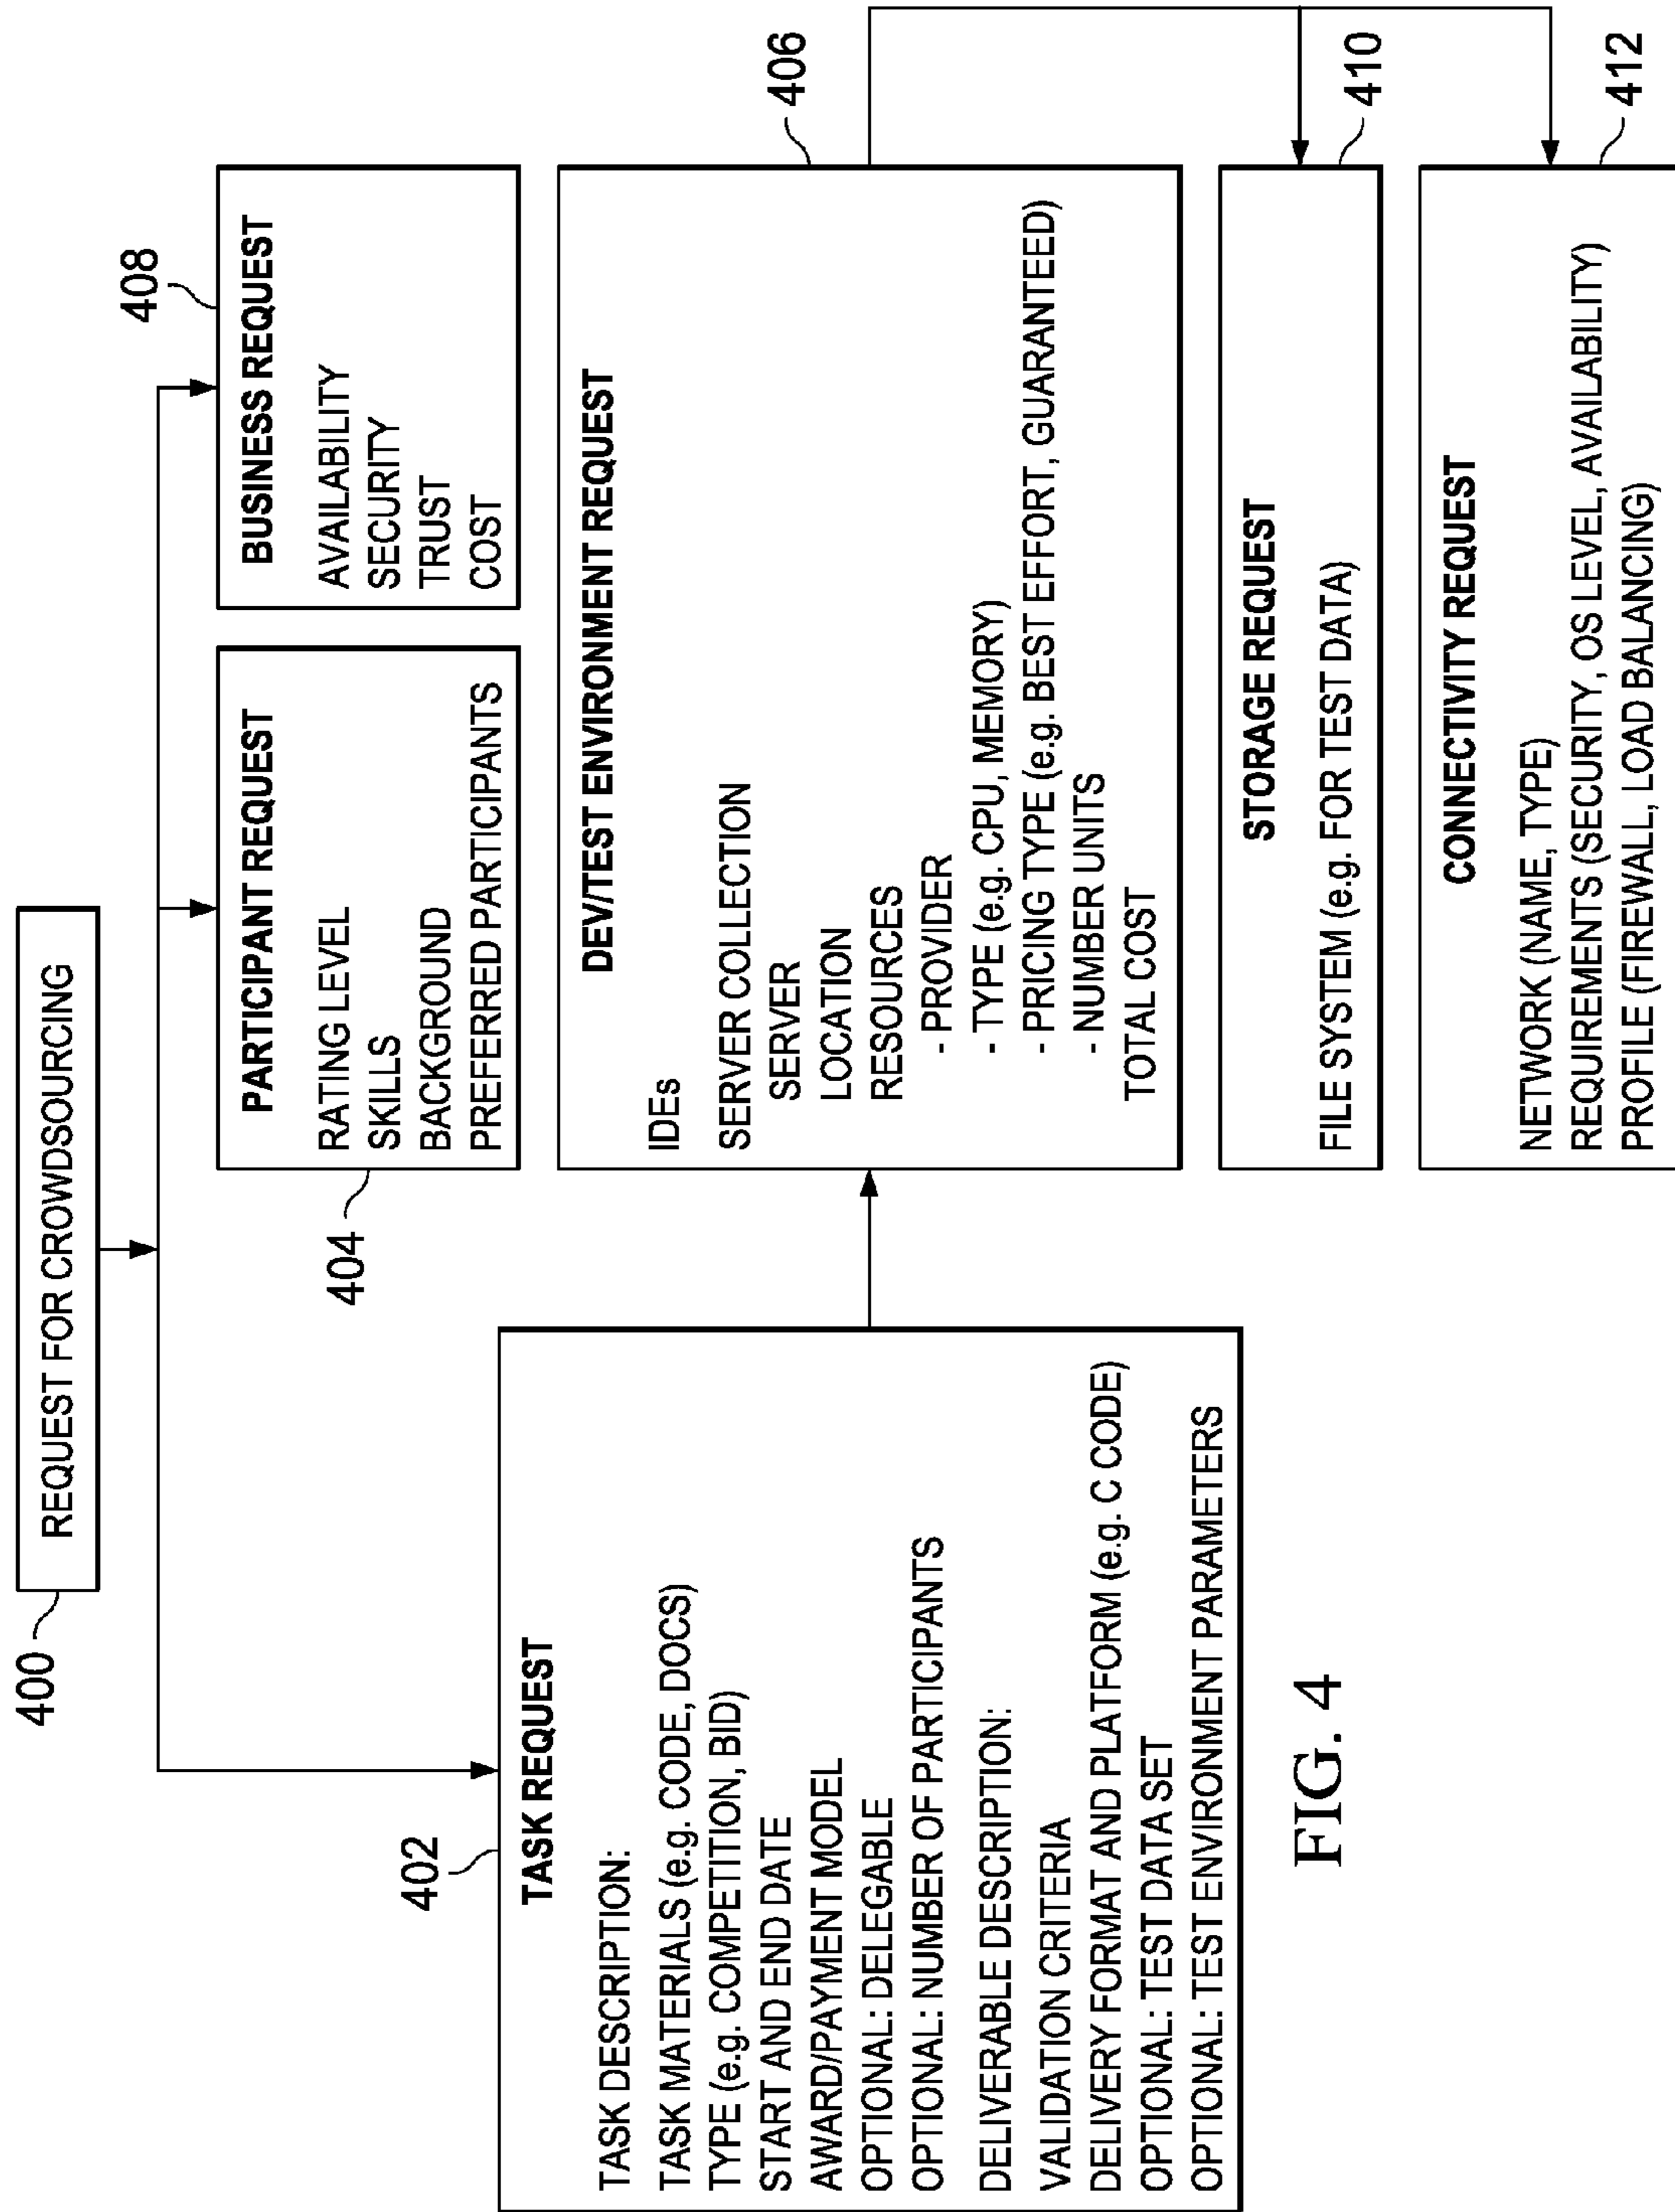 400
REQUEST FOR CROWDSOURCING
402
TASK REQUEST
TASK DESCRIPTION:
TASK MATERIALS (e.g. CODE, DOCS)
TYPE (e.g. COMPETITION, BID)
START AND END DATE
AWARD/PAYMENT MODEL
OPTIONAL: DELEGABLE
OPTIONAL: NUMBER OF PARTICIPANTS
DELIVERABLE DESCRIPTION:
VALIDATION CRITERIA
DELIVERY FORMAT AND PLATFORM (e.g. C CODE)
OPTIONAL: TEST DATA SET
OPTIONAL: TEST ENVIRONMENT PARAMETERS
404
PARTICIPANT REQUEST
RATING LEVEL
SKILLS
BACKGROUND
PREFERRED PARTICIPANTS
408
BUSINESS REQUEST
AVAILABILITY
SECURITY
TRUST
COST
406
DEV/TEST ENVIRONMENT REQUEST
IDEs
SERVER COLLECTION
SERVER
LOCATION
RESOURCES
- PROVIDER
- TYPE (e.g. CPU, MEMORY)
- PRICING TYPE (e.g. BEST EFFORT, GUARANTEED)
- NUMBER UNITS
TOTAL COST
410
STORAGE REQUEST
FILE SYSTEM (e.g. FOR TEST DATA)
412
CONNECTIVITY REQUEST
NETWORK (NAME, TYPE)
REQUIREMENTS (SECURITY, OS LEVEL, AVAILABILITY)
PROFILE (FIREWALL, LOAD BALANCING)
FIG. 4